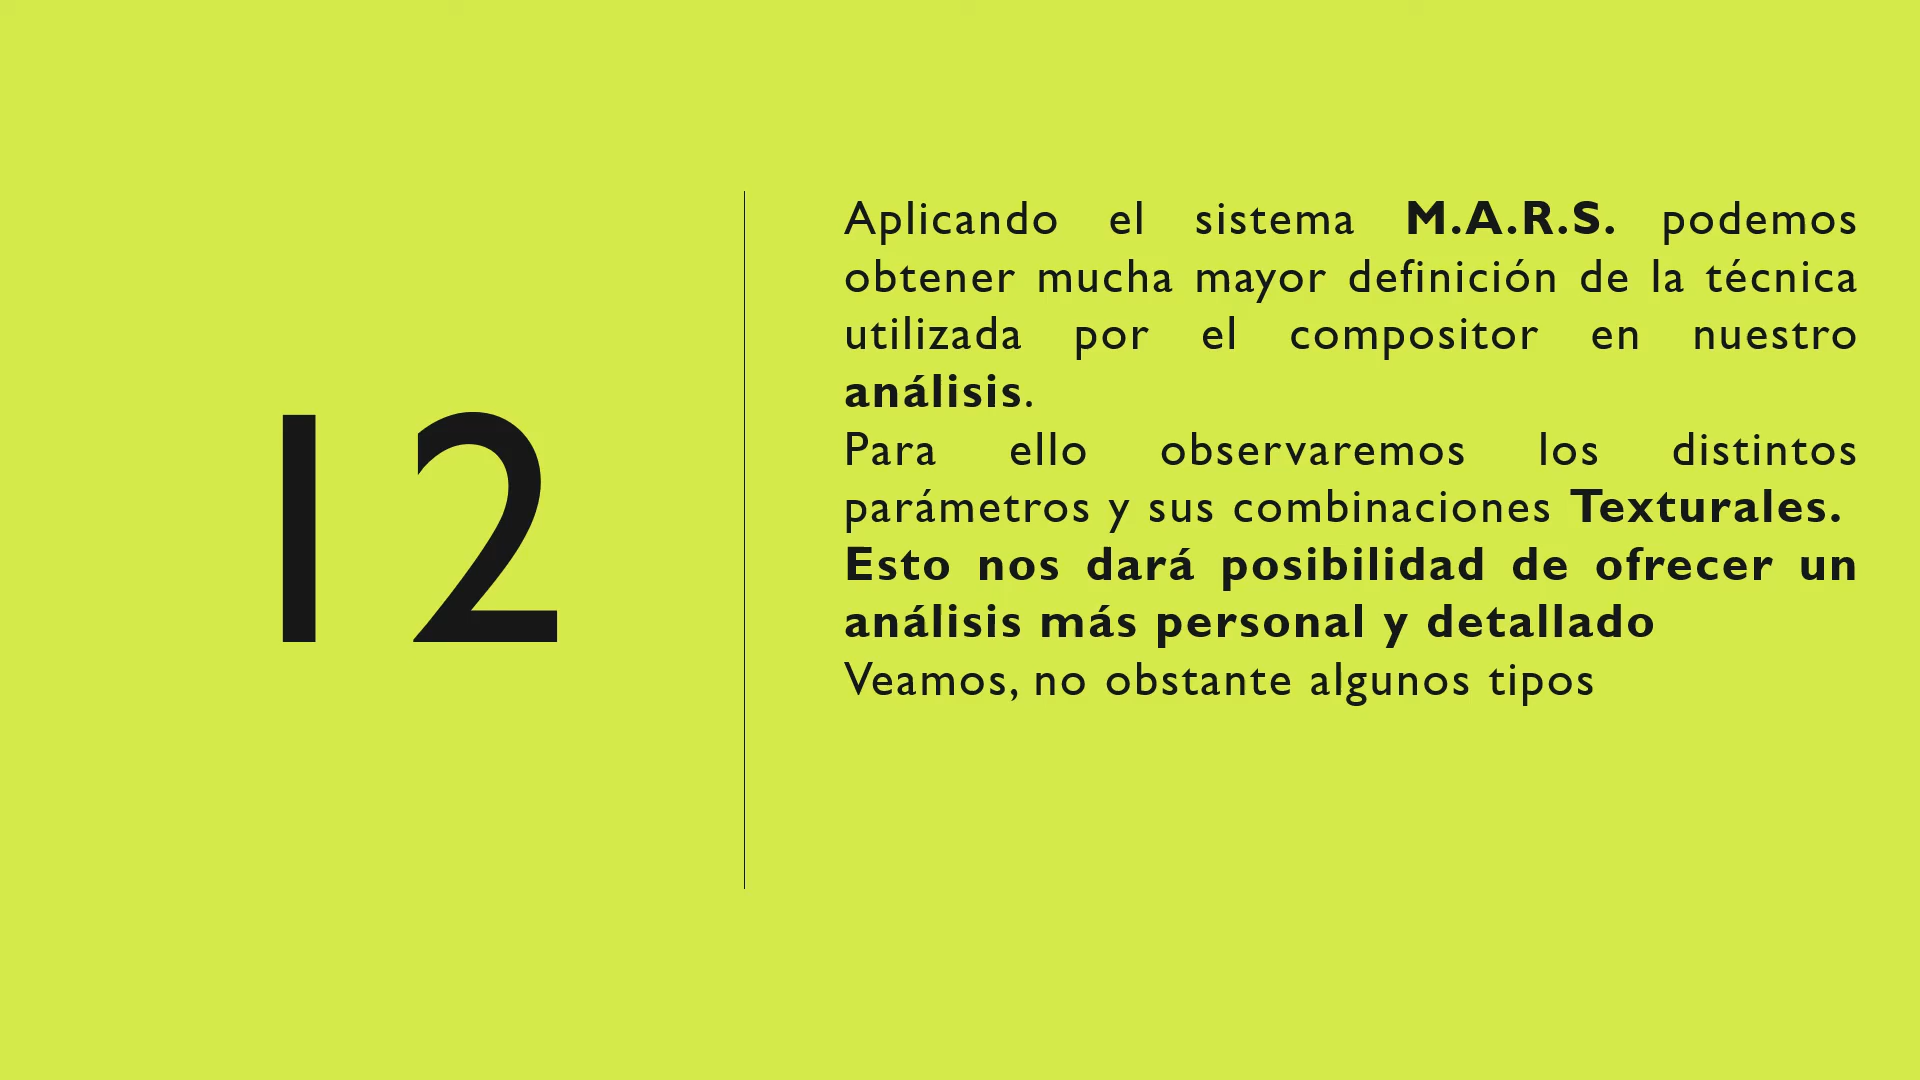 12
Aplicando el sistema M.A.R.S. podemos
obtener mucha mayor definición de la técnica
utilizada por el compositor en nuestro
análisis.
Para ello observaremos los distintos
parámetros y sus combinaciones Texturales.
Esto nos dará posibilidad de ofrecer un
análisis más personal y detallado
Veamos, no obstante algunos tipos